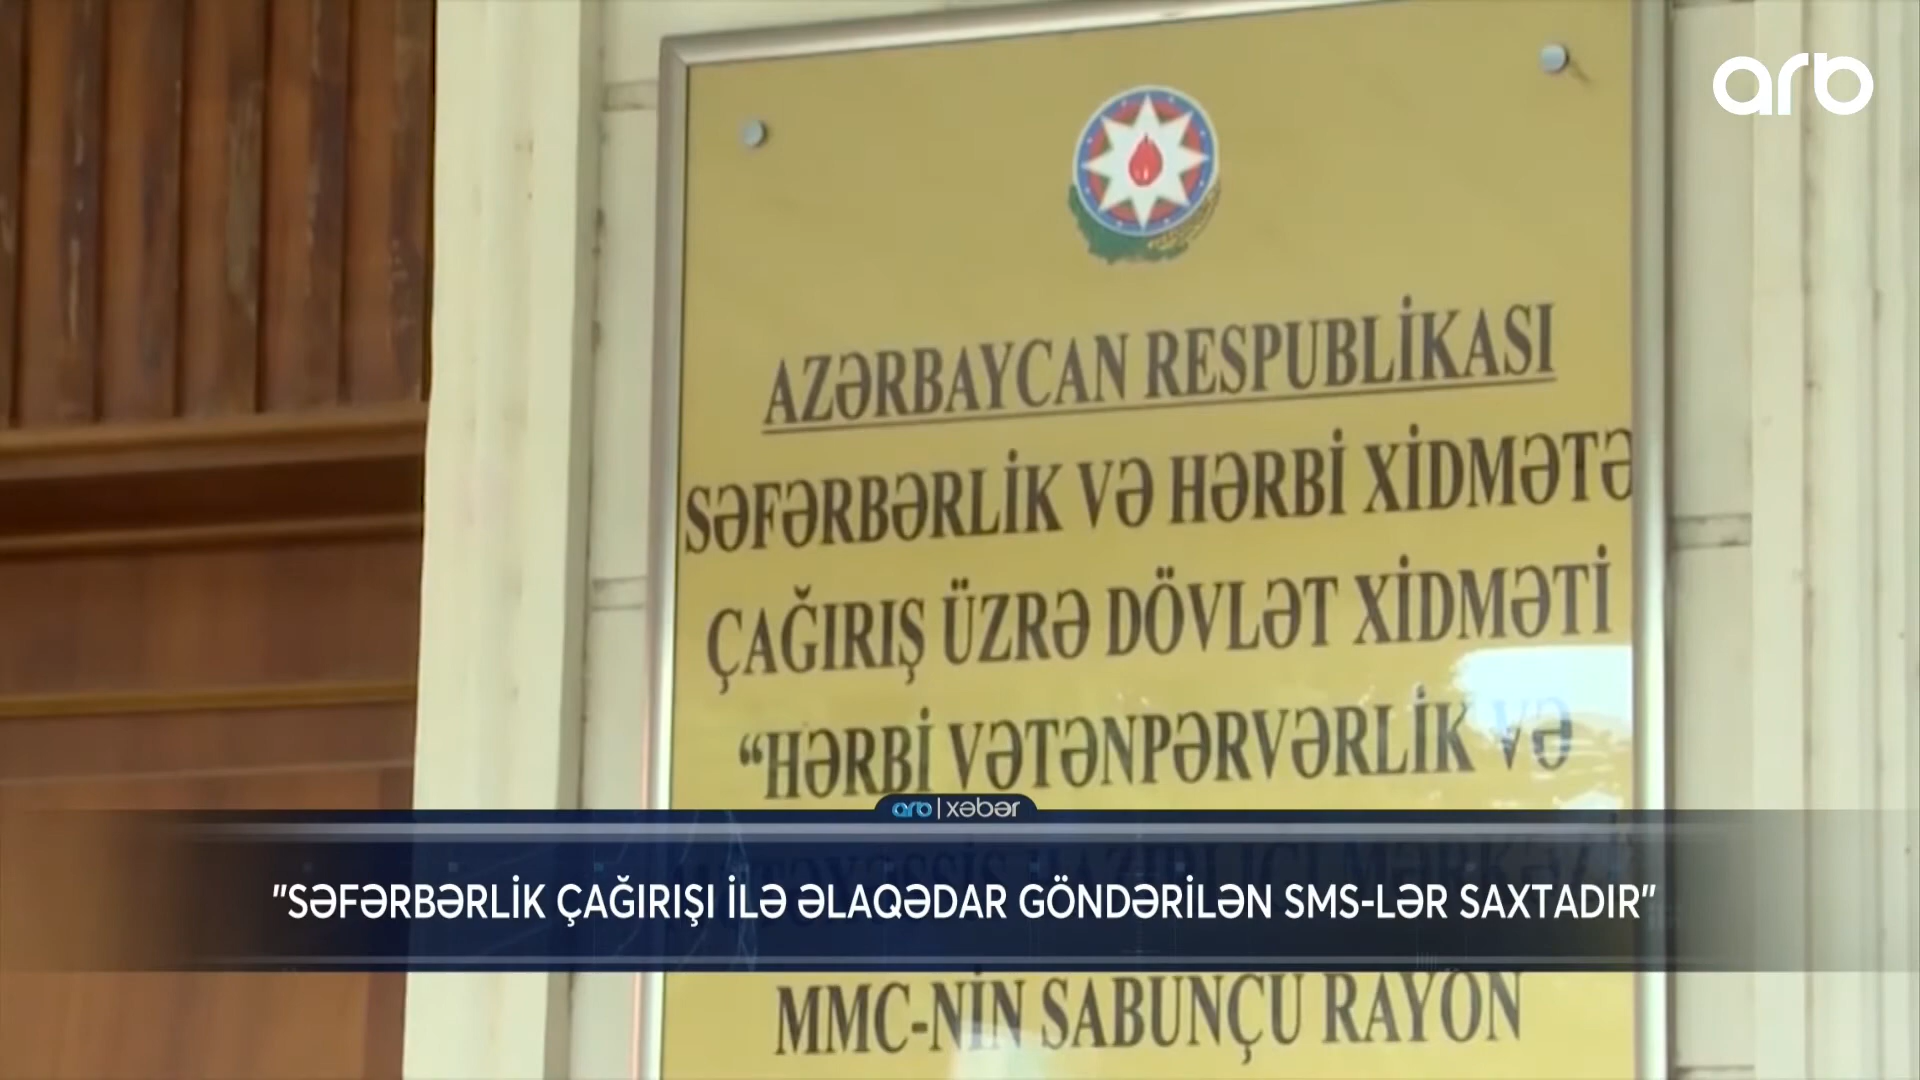 arb
AZƏRBAYCAN RESPUBLİKASI
SƏFƏRBƏRLİK VƏ HƏRBİ XİDMƏTƏ
ÇAĞIRIŞ ÜZRƏ DÖVLƏT XİDMƏTİ
“HƏRBİ VƏTƏNPƏRVƏRLİK VƏ
arb | xəbər
"SƏFƏRBƏRLİK ÇAĞIRIŞI İLƏ ƏLAQƏDAR GÖNDƏRİLƏN SMS-LƏR SAXTADIR"
MMC-NİN SABUNÇU RAYON